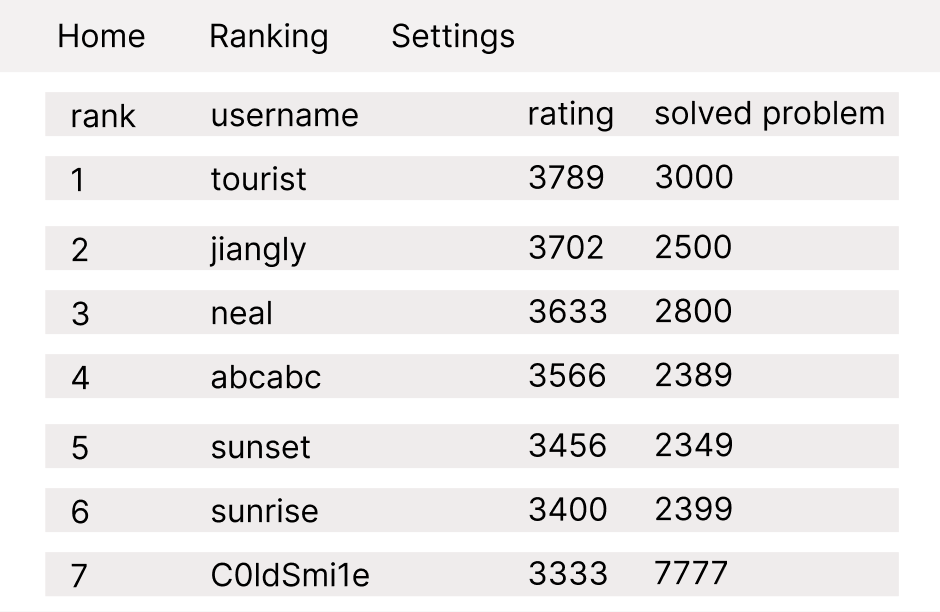 Home Ranking Settings
rank username rating solved problem
1 tourist 3789 3000
2 jiangly 3702 2500
3 neal 3633 2800
4 abcabc 3566 2389
5 sunset 3456 2349
6 sunrise 3400 2399
7 C0ldSmi1e 3333 7777